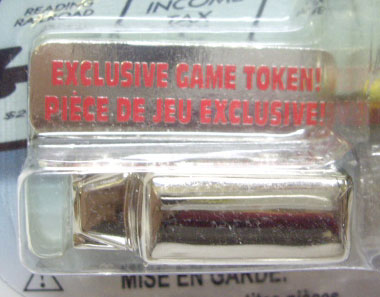 READING
RAILROAD
INCOME
TAX
EXCLUSIVE GAME TOKEN!
PIÈCE DE JEU EXCLUSIVE!
MISE EN GARDE: